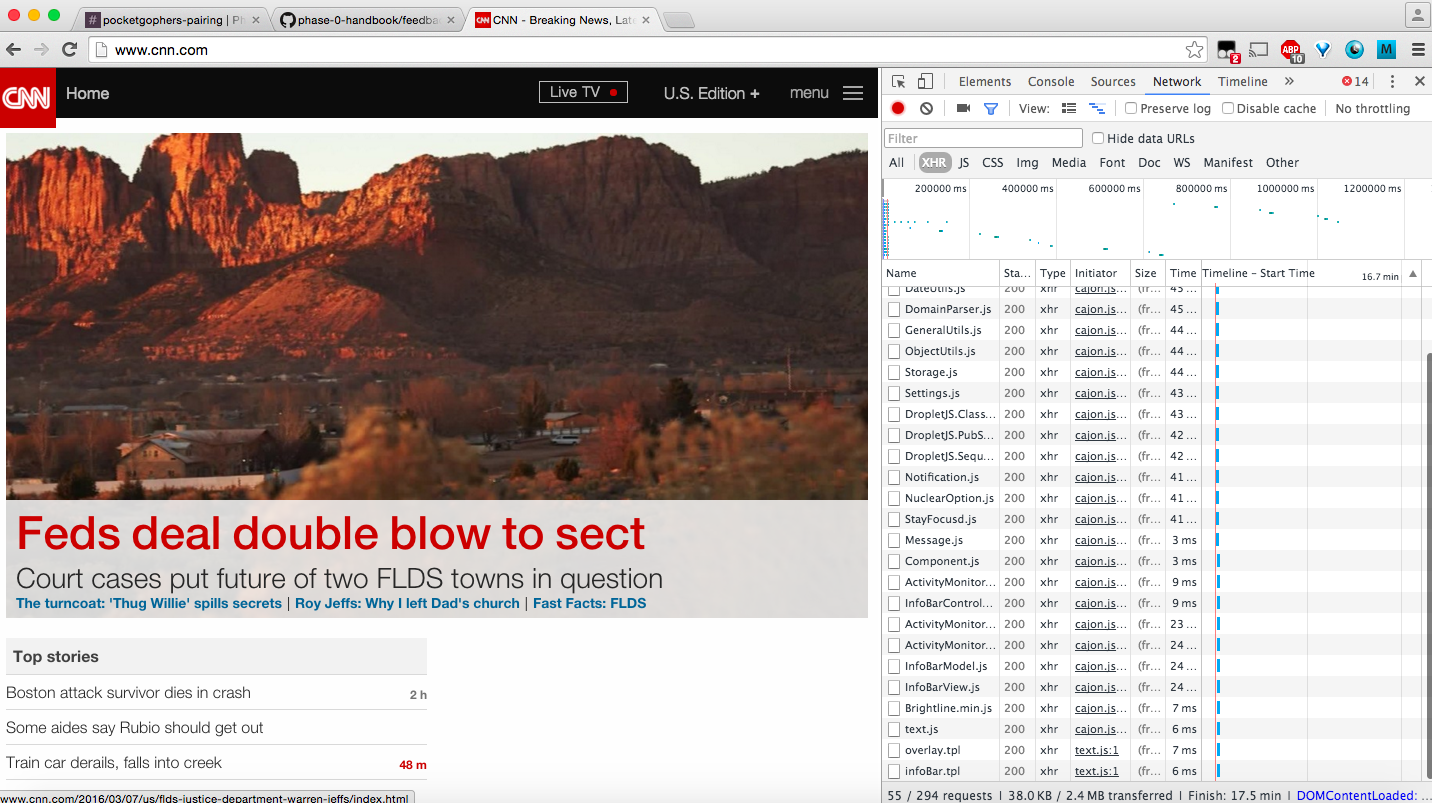 pocketgophers-pairing | Ph
phase-0-handbook/feedba
CNN - Breaking News, Late
www.cnn.com
2
ABP
10
M
CNN
Home
Live TV
U.S. Edition +
menu
Feds deal double blow to sect
Court cases put future of two FLDS towns in question
The turncoat: 'Thug Willie' spills secrets | Roy Jeffs: Why I left Dad's church | Fast Facts: FLDS
Top stories
Boston attack survivor dies in crash 2 h
Some aides say Rubio should get out
Train car derails, falls into creek 48 m
www.cnn.com/2016/03/07/us/flds-justice-department-warren-jeffs/index.html
Elements Console Sources Network Timeline » 14
View: Preserve log Disable cache No throttling
Filter Hide data URLs
All XHR JS CSS Img Media Font Doc WS Manifest Other
200000 ms 400000 ms 600000 ms 800000 ms 1000000 ms 1200000 ms
Name Sta... Type Initiator Size Time Timeline – Start Time 16.7 min
DateUtils.js 200 xhr cajon.js... (fr... 45 ...
DomainParser.js 200 xhr cajon.js... (fr... 45 ...
GeneralUtils.js 200 xhr cajon.js... (fr... 44 ...
ObjectUtils.js 200 xhr cajon.js... (fr... 44 ...
Storage.js 200 xhr cajon.js... (fr... 44 ...
Settings.js 200 xhr cajon.js... (fr... 43 ...
DropletJS.Class... 200 xhr cajon.js... (fr... 43 ...
DropletJS.PubS... 200 xhr cajon.js... (fr... 42 ...
DropletJS.Sequ... 200 xhr cajon.js... (fr... 42 ...
Notification.js 200 xhr cajon.js... (fr... 41 ...
NuclearOption.js 200 xhr cajon.js... (fr... 41 ...
StayFocusd.js 200 xhr cajon.js... (fr... 41 ...
Message.js 200 xhr cajon.js... (fr... 3 ms
Component.js 200 xhr cajon.js... (fr... 3 ms
ActivityMonitor... 200 xhr cajon.js... (fr... 9 ms
InfoBarControl... 200 xhr cajon.js... (fr... 9 ms
ActivityMonitor... 200 xhr cajon.js... (fr... 23 ...
ActivityMonitor... 200 xhr cajon.js... (fr... 24 ...
InfoBarModel.js 200 xhr cajon.js... (fr... 24 ...
InfoBarView.js 200 xhr cajon.js... (fr... 24 ...
Brightline.min.js 200 xhr cajon.js... (fr... 7 ms
text.js 200 xhr cajon.js... (fr... 6 ms
overlay.tpl 200 xhr text.js:1 (fr... 7 ms
infoBar.tpl 200 xhr text.js:1 (fr... 6 ms
55 / 294 requests | 38.0 KB / 2.4 MB transferred | Finish: 17.5 min | DOMContentLoaded: ...